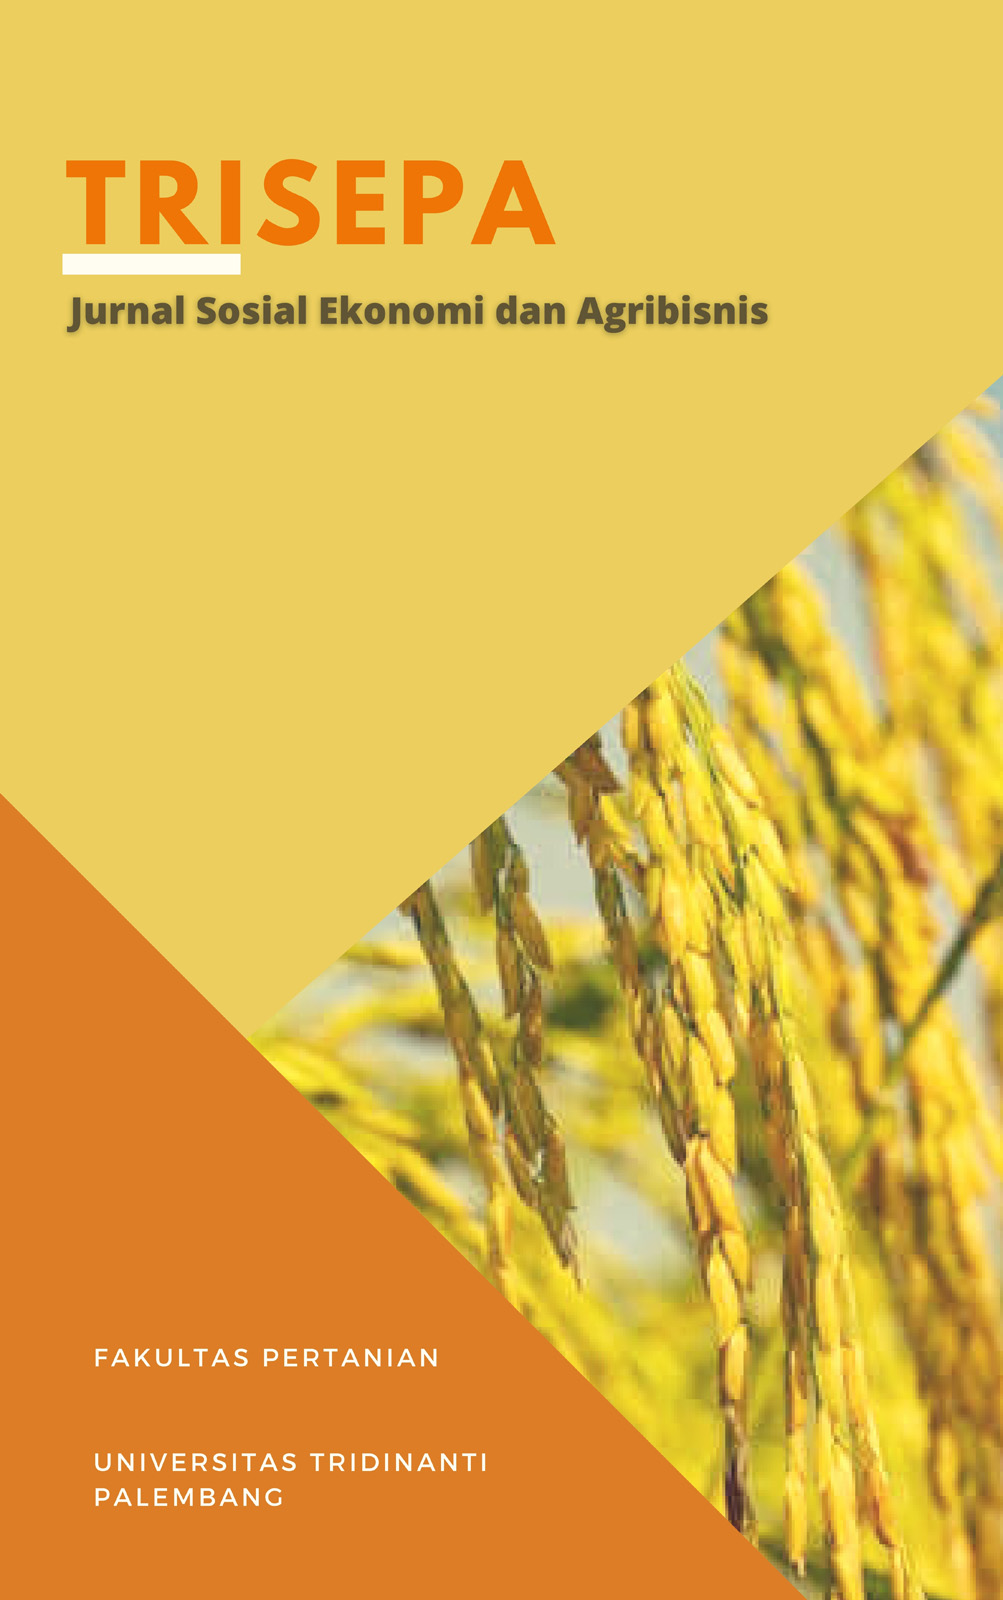 TRISEPA
Jurnal Sosial Ekonomi dan Agribisnis
FAKULTAS PERTANIAN
UNIVERSITAS TRIDINANTI
PALEMBANG